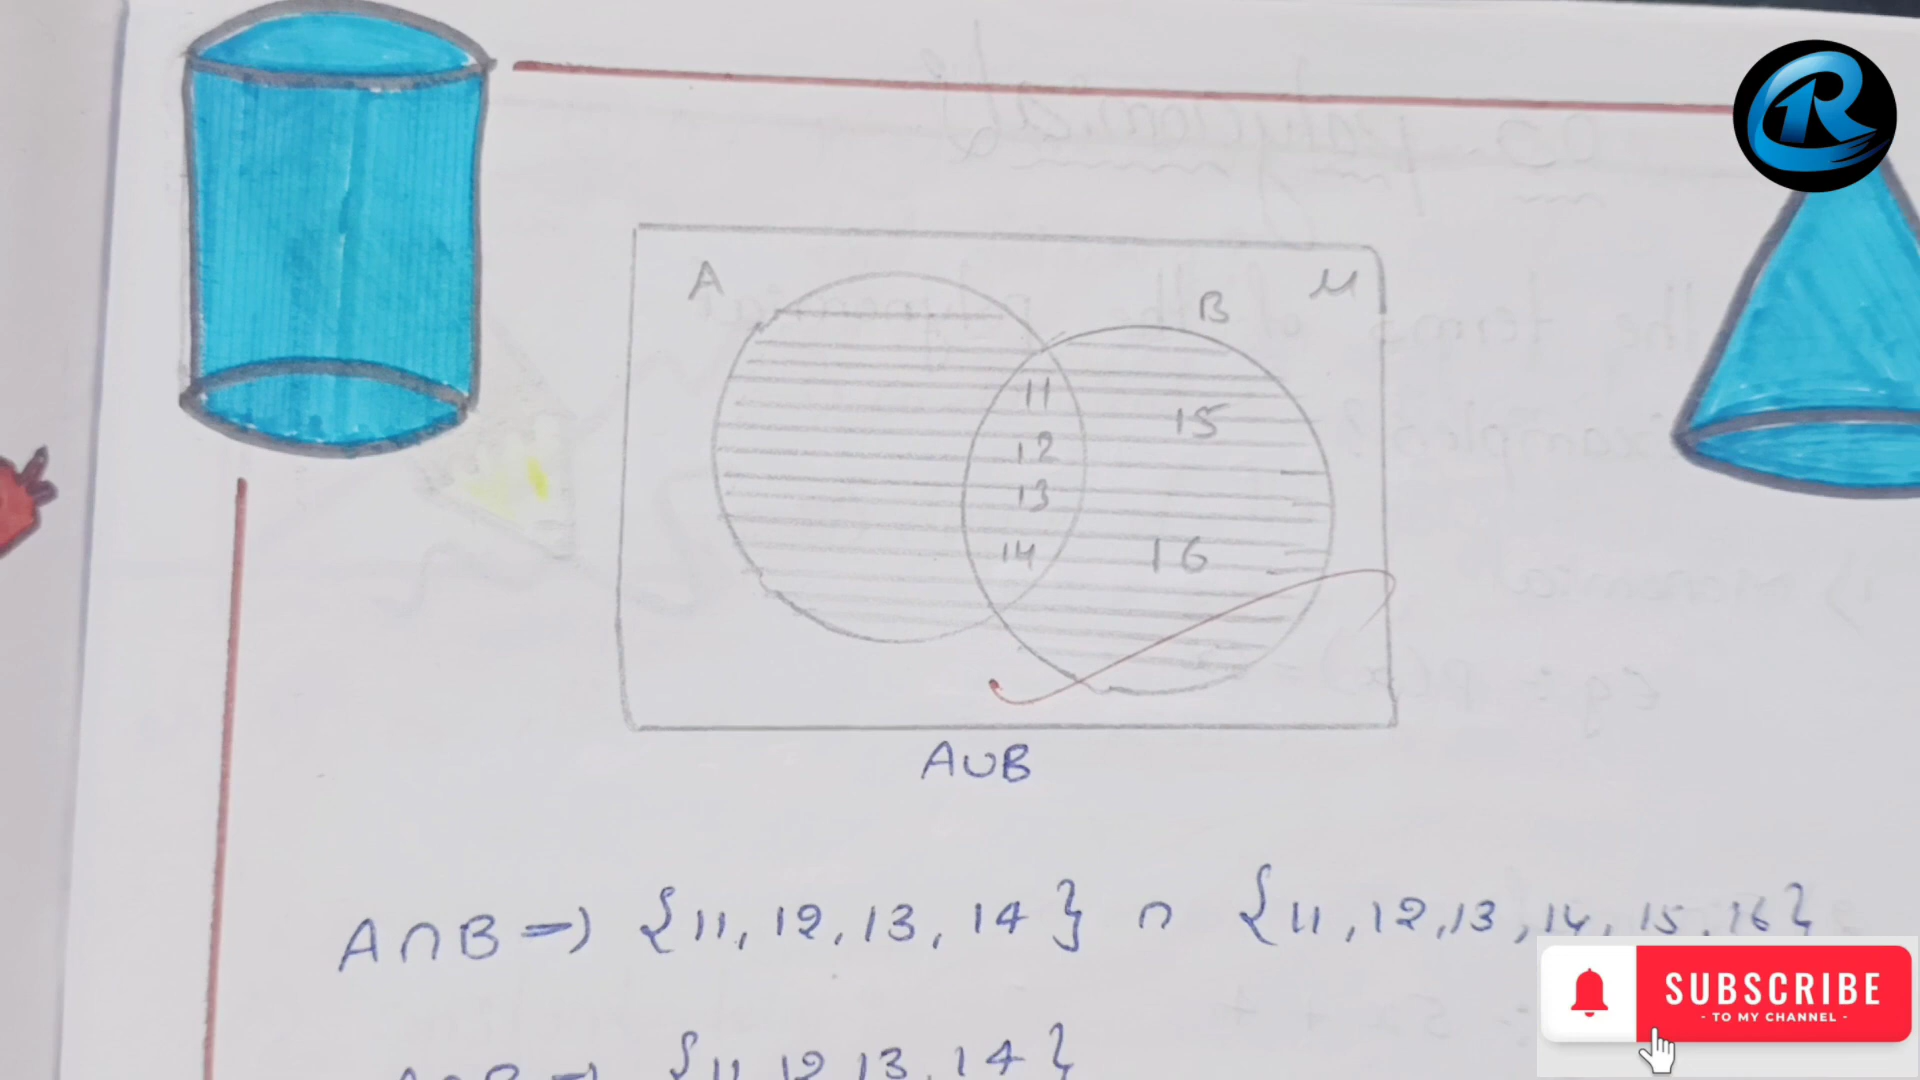 A B μ
11
15
12
13
14 16
A∪B
A∩B => {11, 12, 13, 14} ∩ {11, 12, 13, 14, 15, 16}
A∩B => {11, 12, 13, 14}
SUBSCRIBE
- TO MY CHANNEL -